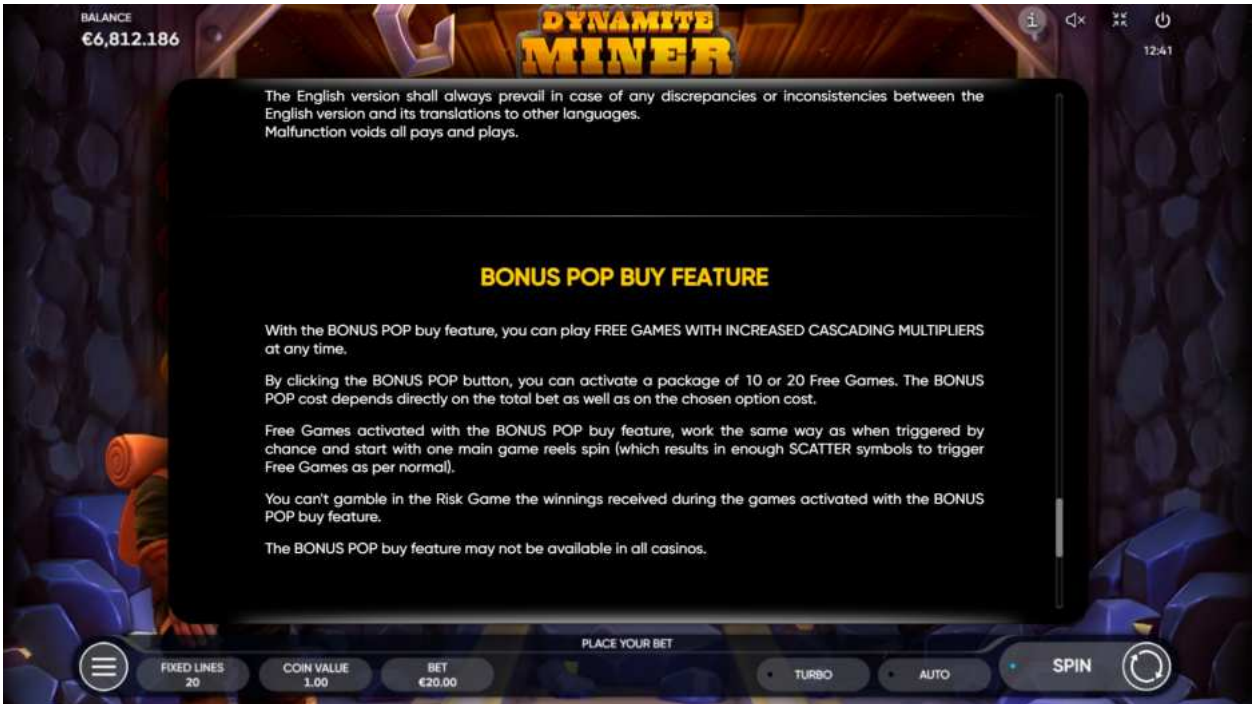 BALANCE
€6,812.186
DYNAMITE
MINER
i
12:41
The English version shall always prevail in case of any discrepancies or inconsistencies between the
English version and its translations to other languages.
Malfunction voids all pays and plays.
BONUS POP BUY FEATURE
With the BONUS POP buy feature, you can play FREE GAMES WITH INCREASED CASCADING MULTIPLIERS
at any time.
By clicking the BONUS POP button, you can activate a package of 10 or 20 Free Games. The BONUS
POP cost depends directly on the total bet as well as on the chosen option cost.
Free Games activated with the BONUS POP buy feature, work the same way as when triggered by
chance and start with one main game reels spin (which results in enough SCATTER symbols to trigger
Free Games as per normal).
You can't gamble in the Risk Game the winnings received during the games activated with the BONUS
POP buy feature.
The BONUS POP buy feature may not be available in all casinos.
PLACE YOUR BET
FIXED LINES
20
COIN VALUE
1.00
BET
€20.00
TURBO
AUTO
SPIN